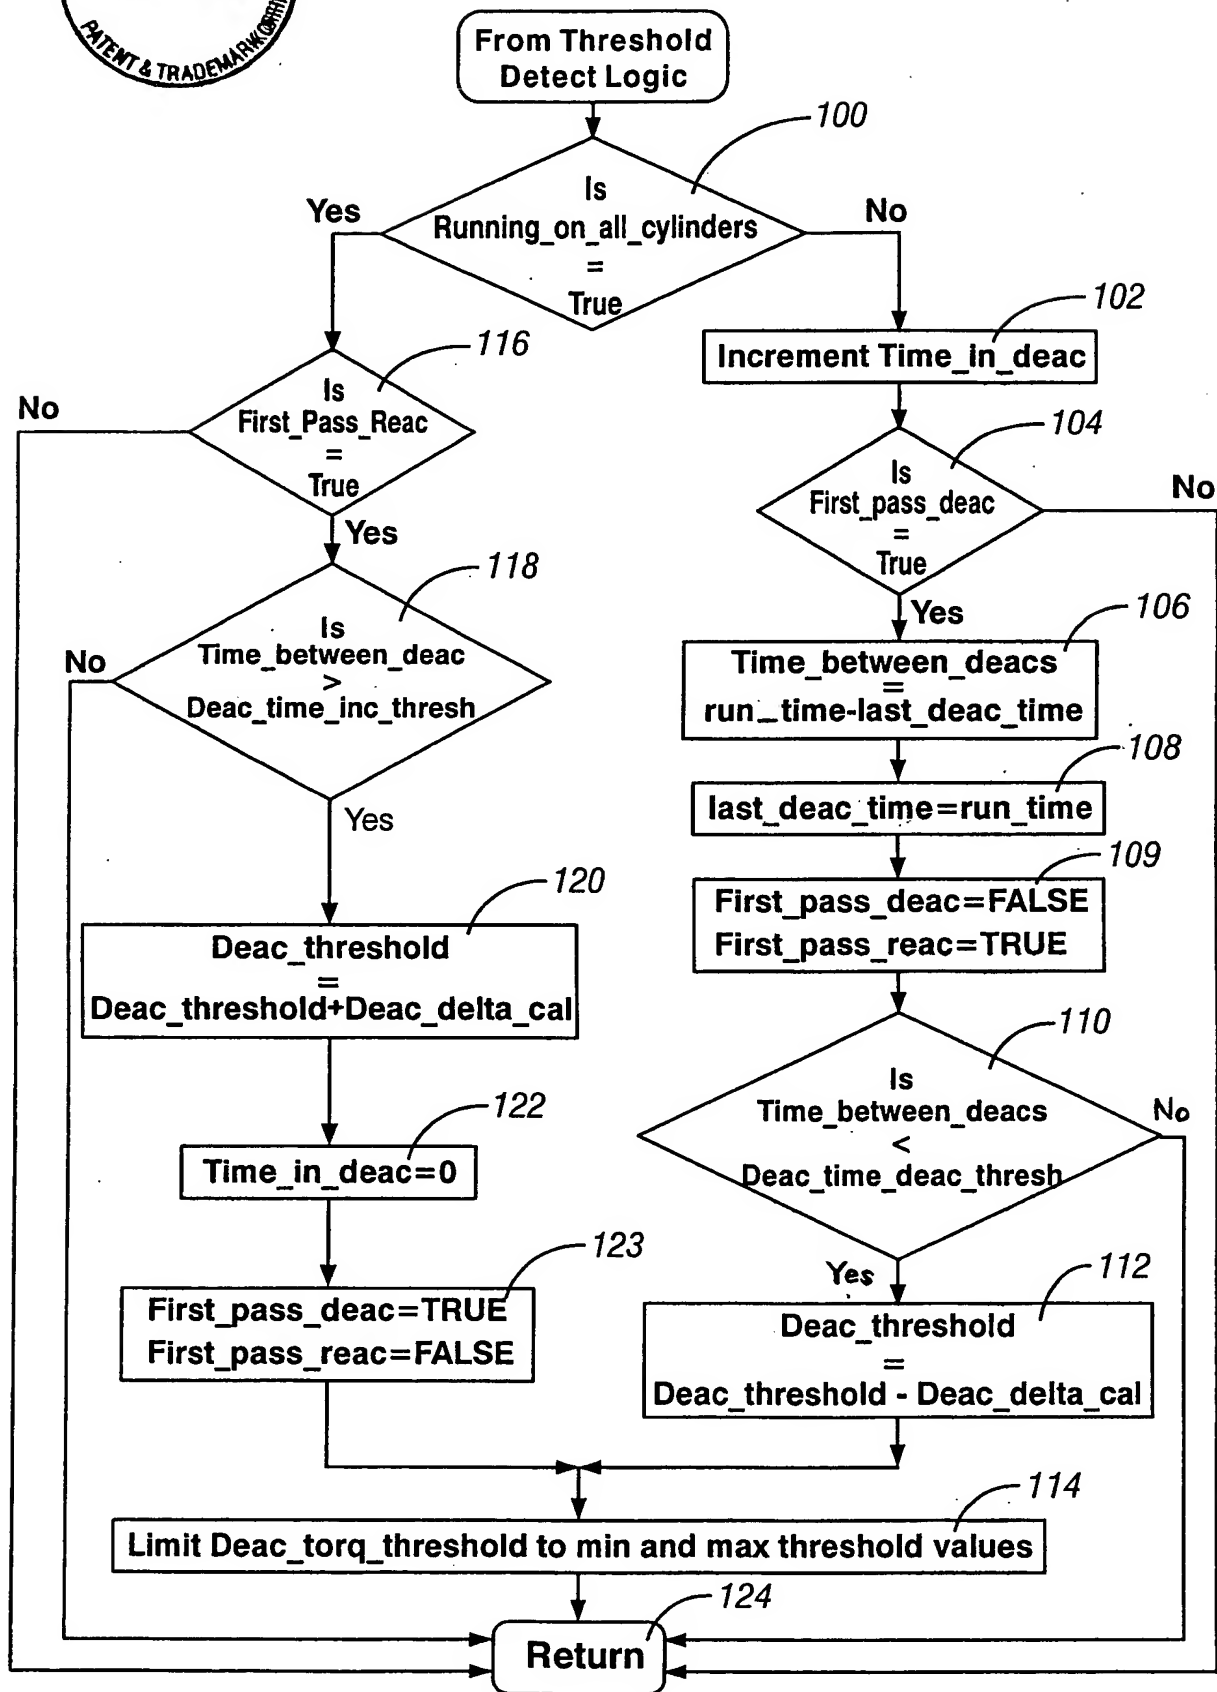 PATENT & TRADEMARK
From Threshold
Detect Logic
100
Is
Running_on_all_cylinders
=
True
Yes
No
102
Increment Time_in_deac
116
Is
First_Pass_Reac
=
True
No
Yes
104
Is
First_pass_deac
=
True
No
Yes
118
Is
Time_between_deac
>
Deac_time_inc_thresh
No
Yes
106
Time_between_deacs
=
run_time-last_deac_time
108
last_deac_time=run_time
109
First_pass_deac=FALSE
First_pass_reac=TRUE
120
Deac_threshold
=
Deac_threshold+Deac_delta_cal
110
Is
Time_between_deacs
<
Deac_time_deac_thresh
No
Yes
122
Time_in_deac=0
123
First_pass_deac=TRUE
First_pass_reac=FALSE
112
Deac_threshold
=
Deac_threshold - Deac_delta_cal
114
Limit Deac_torq_threshold to min and max threshold values
124
Return